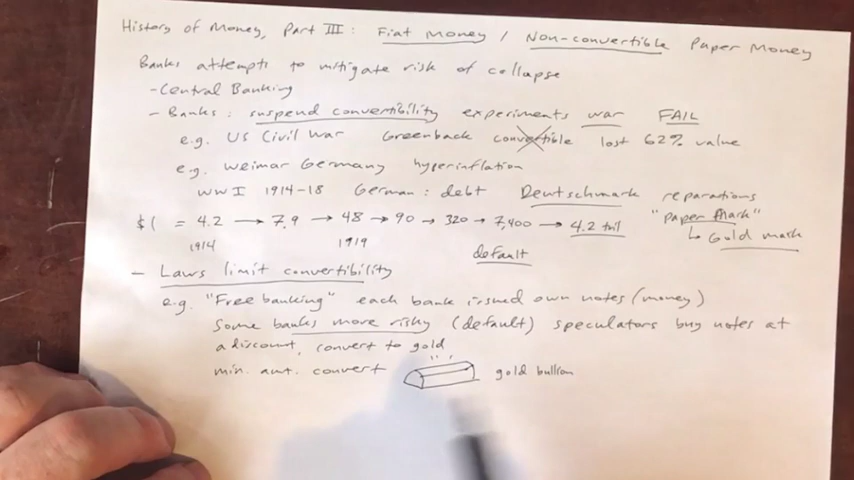 History of Money, Part III: Fiat Money / Non-convertible Paper Money
Banks attempts to mitigate risk of collapse
- Central Banking
- Banks: suspend convertibility experiments war FAIL
e.g. US Civil War Greenback convertible lost 62% value
e.g. Weimar Germany hyperinflation
WWI 1914-18 German: debt Deutschmark reparations
$1 = 4.2 → 7.9 → 48 → 90 → 320 → 7,400 → 4.2 tril "paper Mark"
↳ Gold mark
1914 1919 default
- Laws limit convertibility
e.g. "Free banking" each bank issued own notes (money)
Some banks more risky (default) speculators buy notes at
a discount, convert to gold
min. amt. convert gold bullion